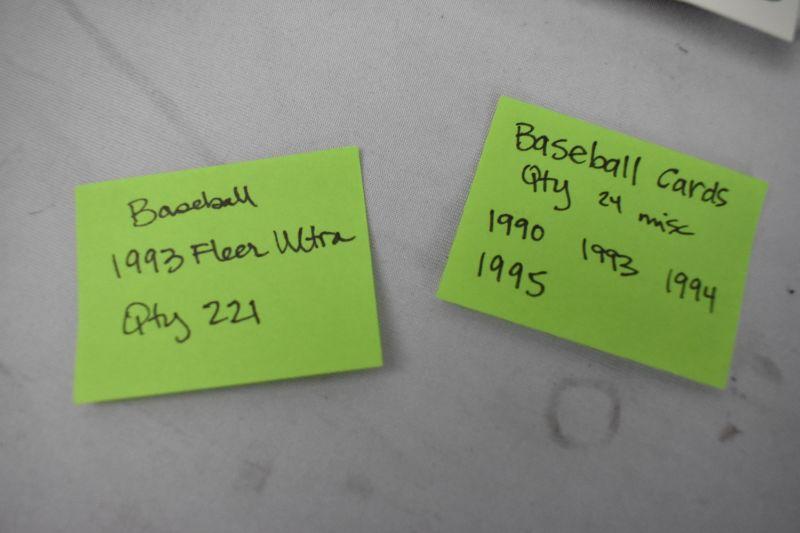 Baseball
1993 Fleer Ultra
Qty 221
Baseball Cards
Qty 24 misc
1990 1993 1994
1995